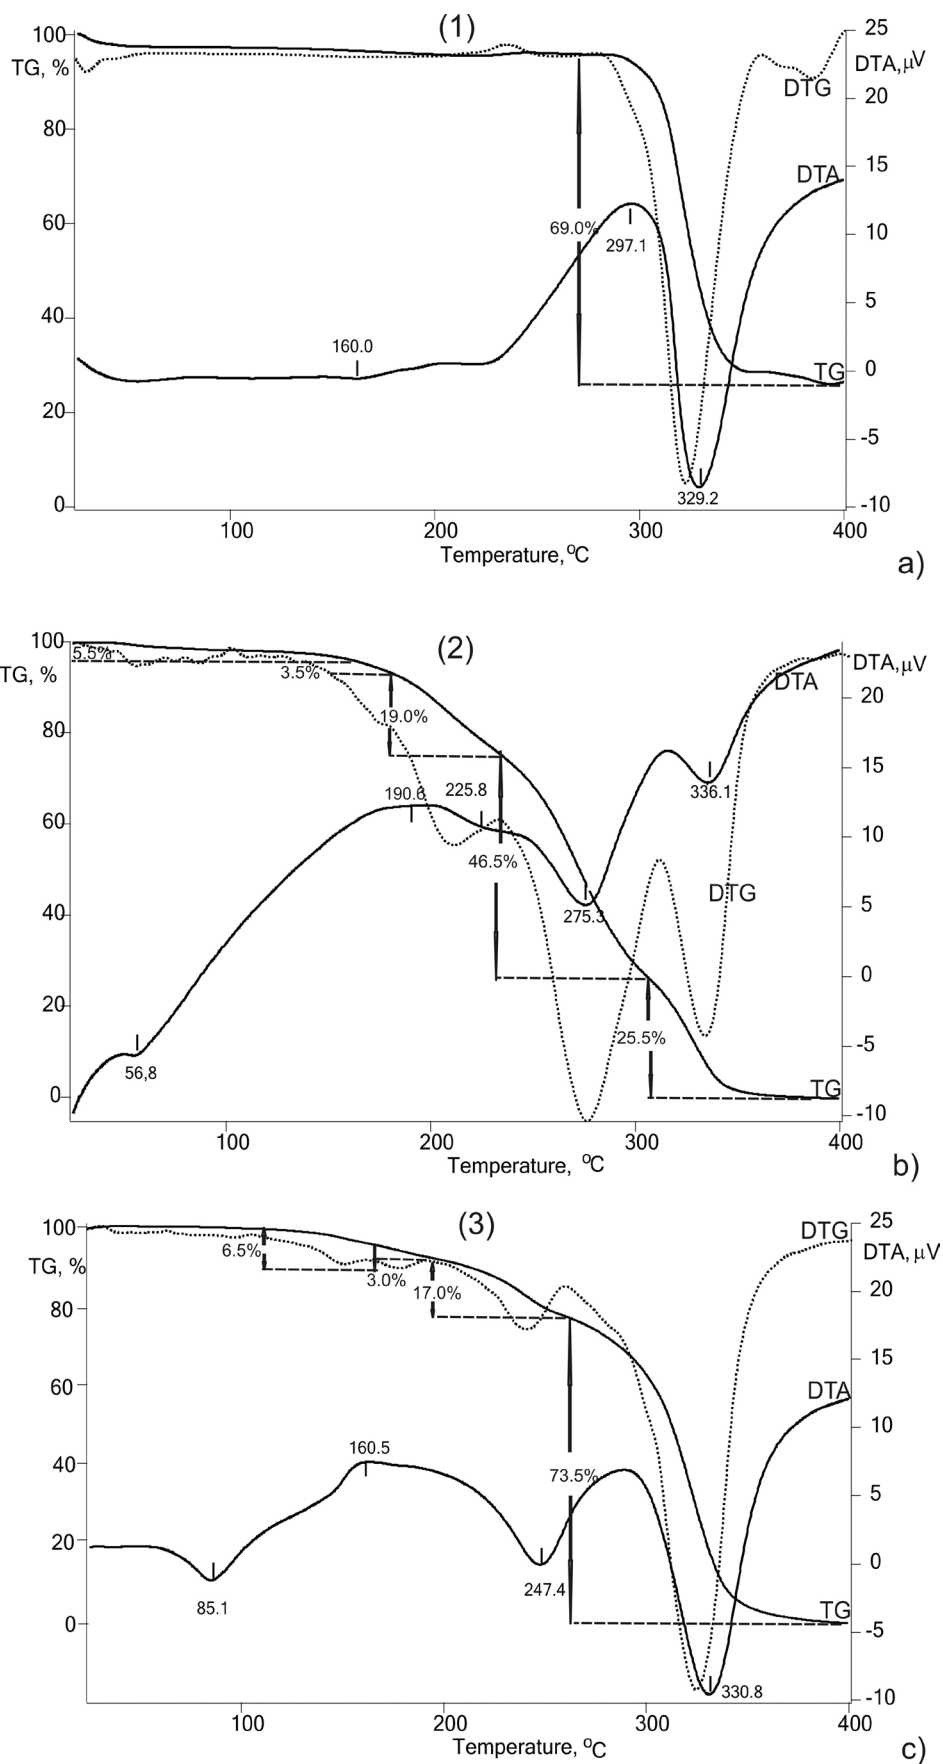 (1)
100
TG, %
80
60
40
20
0
25
DTA, µV
20
15
10
5
0
-5
-10
DTG
DTA
TG
69.0%
297.1
160.0
329.2
100 200 300 400
Temperature, °C
a)
(2)
100
TG, %
80
60
40
20
0
DTA, µV
20
15
10
5
0
-5
-10
5.5%
3.5%
19.0%
190.6
225.8
46.5%
275.3
336.1
DTA
DTG
56,8
25.5%
TG
100 200 300 400
Temperature, °C
b)
(3)
100
TG, %
80
60
40
20
0
25
DTA, µV
20
15
10
5
0
-5
-10
DTG
6.5%
3.0%
17.0%
DTA
160.5
73.5%
247.4
85.1
TG
330.8
100 200 300 400
Temperature, °C
c)